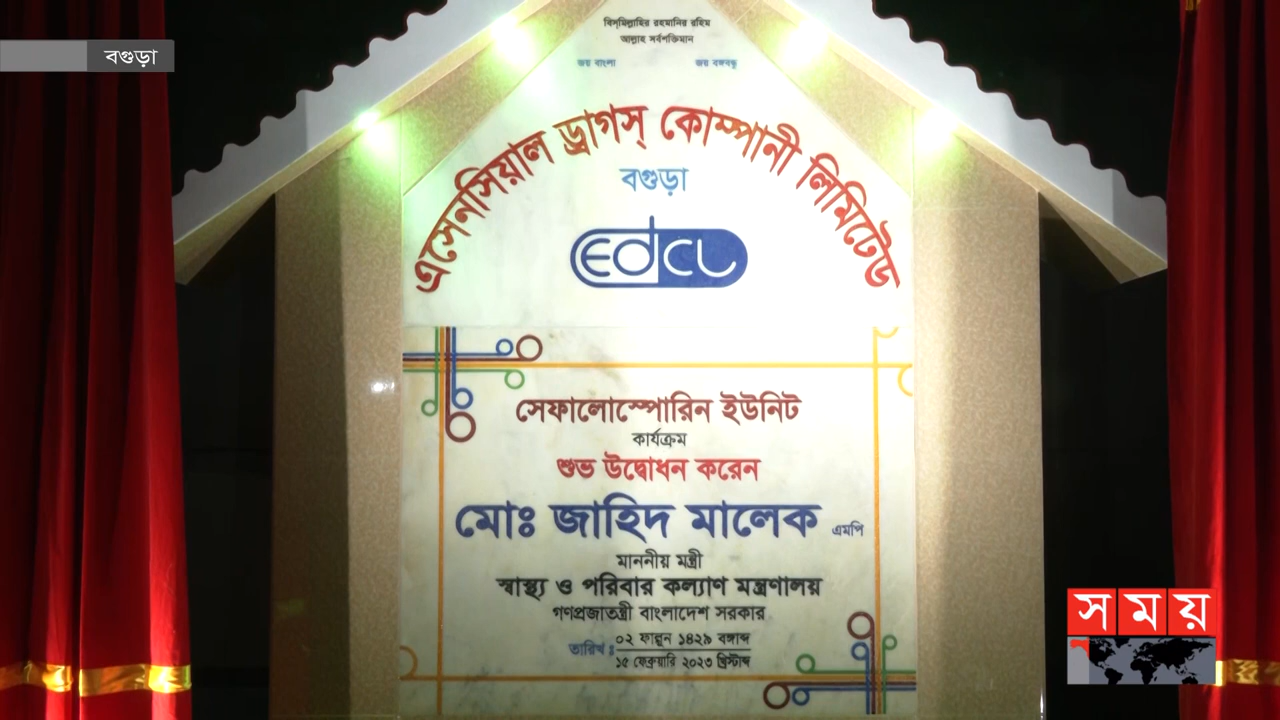 বগুড়া
বিস্‌মিল্লাহির রহমানির রহিম
আল্লাহ সর্বশক্তিমান
জয় বাংলা
জয় বঙ্গবন্ধু
এসেনসিয়াল ড্রাগস্ কোম্পানী লিমিটেড
বগুড়া
edcl
সেফালোস্পোরিন ইউনিট
কার্যক্রম
শুভ উদ্বোধন করেন
মোঃ জাহিদ মালেক এমপি
মাননীয় মন্ত্রী
স্বাস্থ্য ও পরিবার কল্যাণ মন্ত্রণালয়
গণপ্রজাতন্ত্রী বাংলাদেশ সরকার
তারিখ : ০২ ফাল্গুন ১৪২৯ বঙ্গাব্দ
১৫ ফেব্রুয়ারি ২০২৩ খ্রিস্টাব্দ
সময়